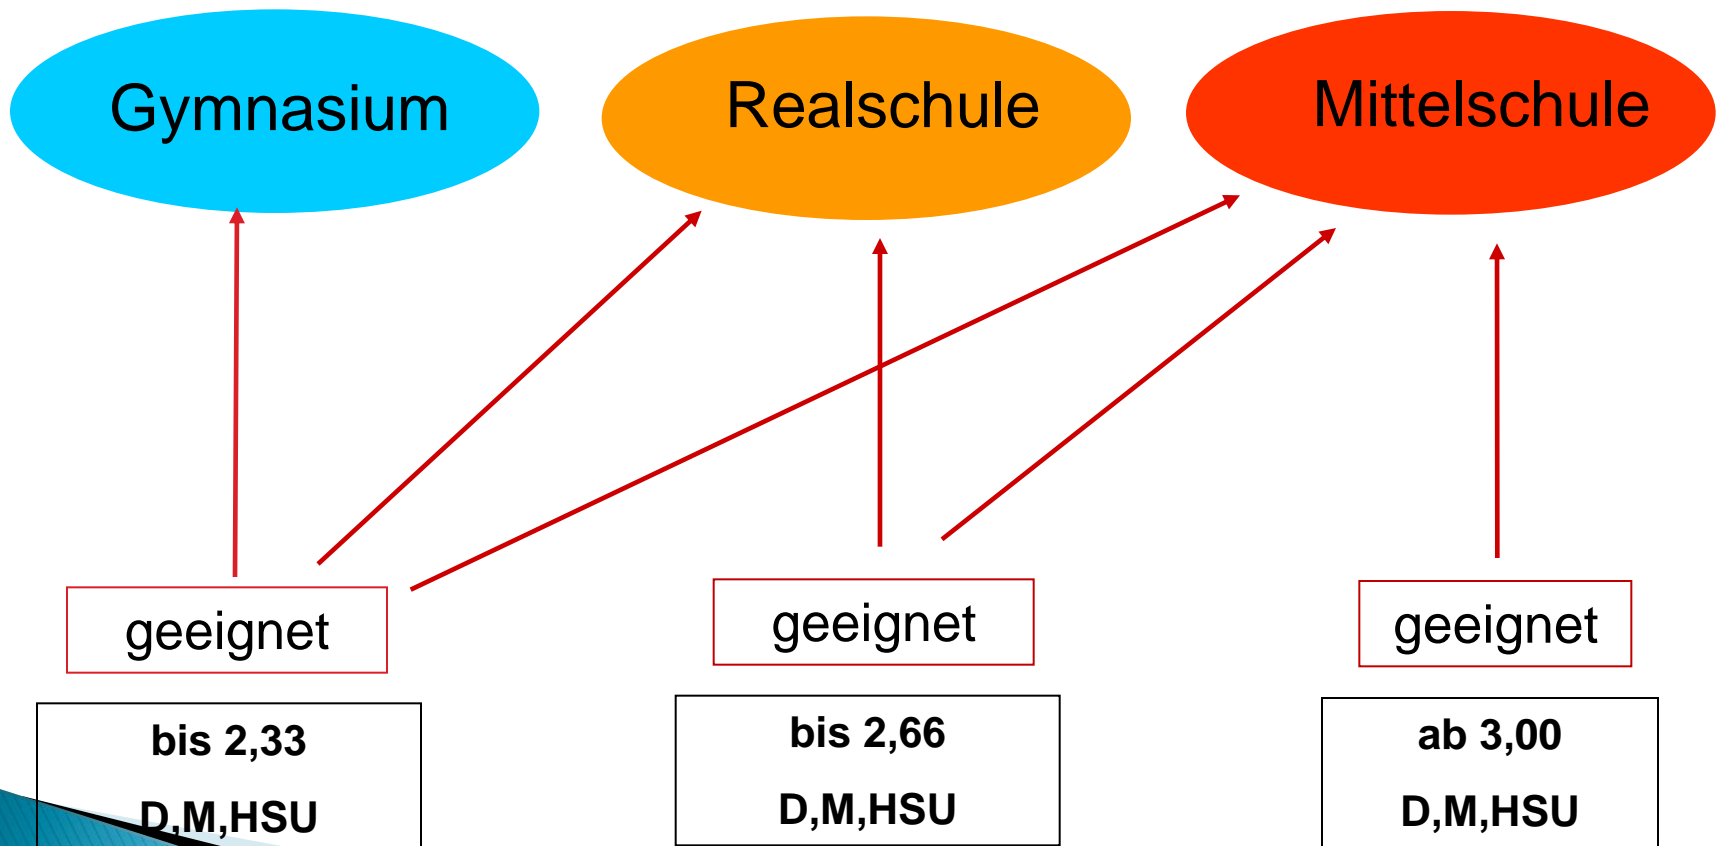 Gymnasium
Realschule
Mittelschule
geeignet
geeignet
geeignet
bis 2,33
D,M,HSU
bis 2,66
D,M,HSU
ab 3,00
D,M,HSU